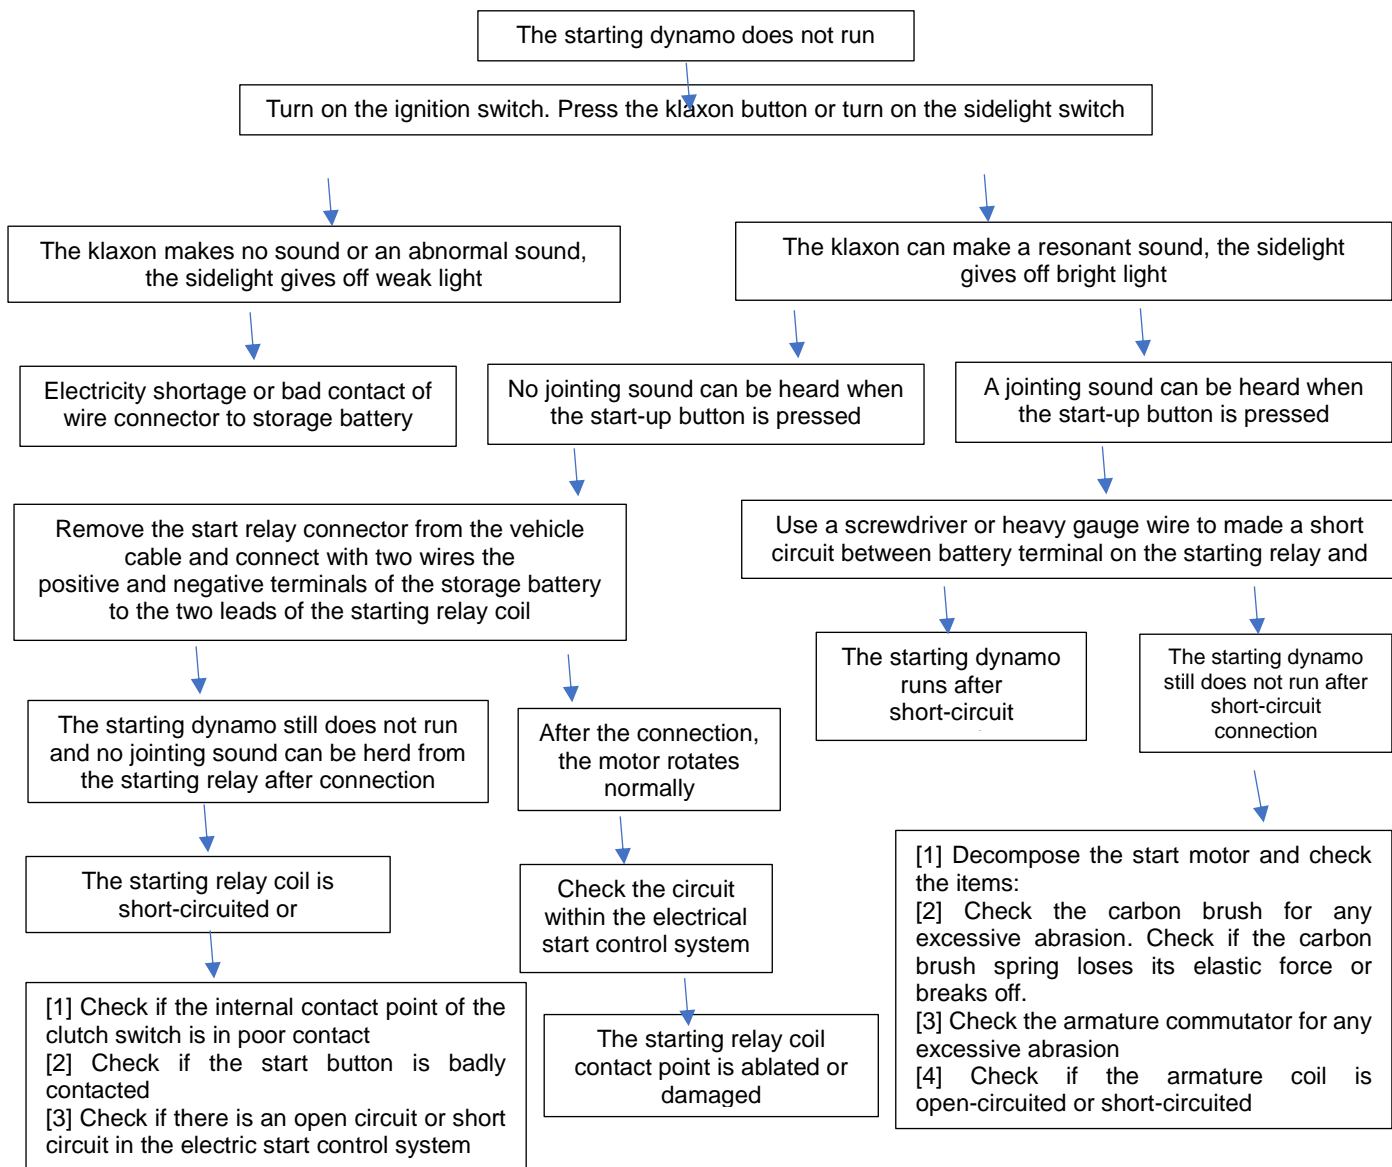 The starting dynamo does not run
Turn on the ignition switch. Press the klaxon button or turn on the sidelight switch
The klaxon makes no sound or an abnormal sound,
the sidelight gives off weak light
The klaxon can make a resonant sound, the sidelight
gives off bright light
Electricity shortage or bad contact of
wire connector to storage battery
No jointing sound can be heard when
the start-up button is pressed
A jointing sound can be heard when
the start-up button is pressed
Remove the start relay connector from the vehicle
cable and connect with two wires the
positive and negative terminals of the storage battery
to the two leads of the starting relay coil
Use a screwdriver or heavy gauge wire to made a short
circuit between battery terminal on the starting relay and
The starting dynamo
runs after
short-circuit
The starting dynamo
still does not run after
short-circuit
connection
The starting dynamo still does not run
and no jointing sound can be herd from
the starting relay after connection
After the connection,
the motor rotates
normally
The starting relay coil is
short-circuited or
Check the circuit
within the electrical
start control system
[1] Decompose the start motor and check
the items:
[2] Check the carbon brush for any
excessive abrasion. Check if the carbon
brush spring loses its elastic force or
breaks off.
[3] Check the armature commutator for any
excessive abrasion
[4] Check if the armature coil is
open-circuited or short-circuited
[1] Check if the internal contact point of the
clutch switch is in poor contact
[2] Check if the start button is badly
contacted
[3] Check if there is an open circuit or short
circuit in the electric start control system
The starting relay coil
contact point is ablated or
damaged